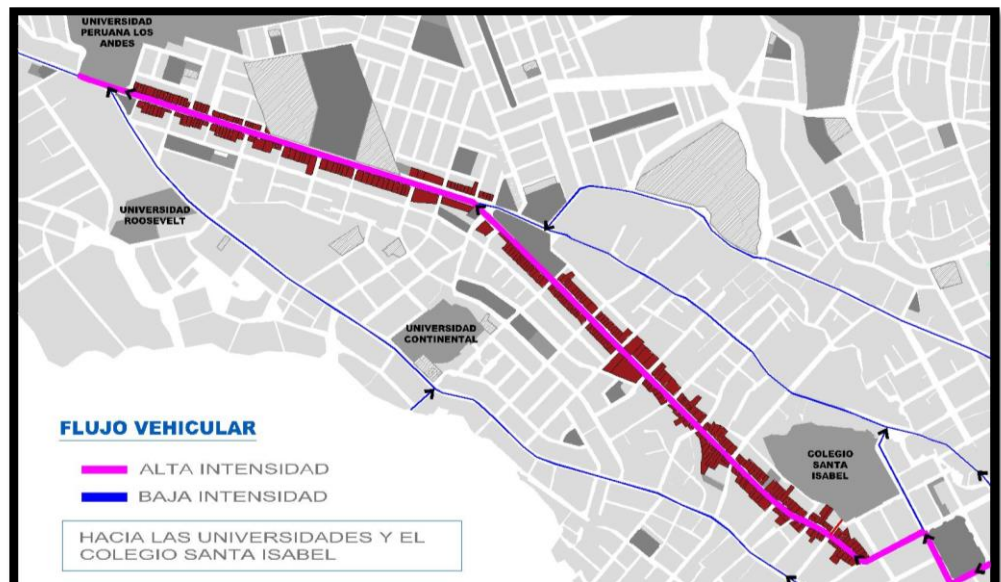 UNIVERSIDAD
PERUANA LOS
ANDES
UNIVERSIDAD
ROOSEVELT
UNIVERSIDAD
CONTINENTAL
COLEGIO
SANTA
ISABEL
FLUJO VEHICULAR
ALTA INTENSIDAD
BAJA INTENSIDAD
HACIA LAS UNIVERSIDADES Y EL
COLEGIO SANTA ISABEL